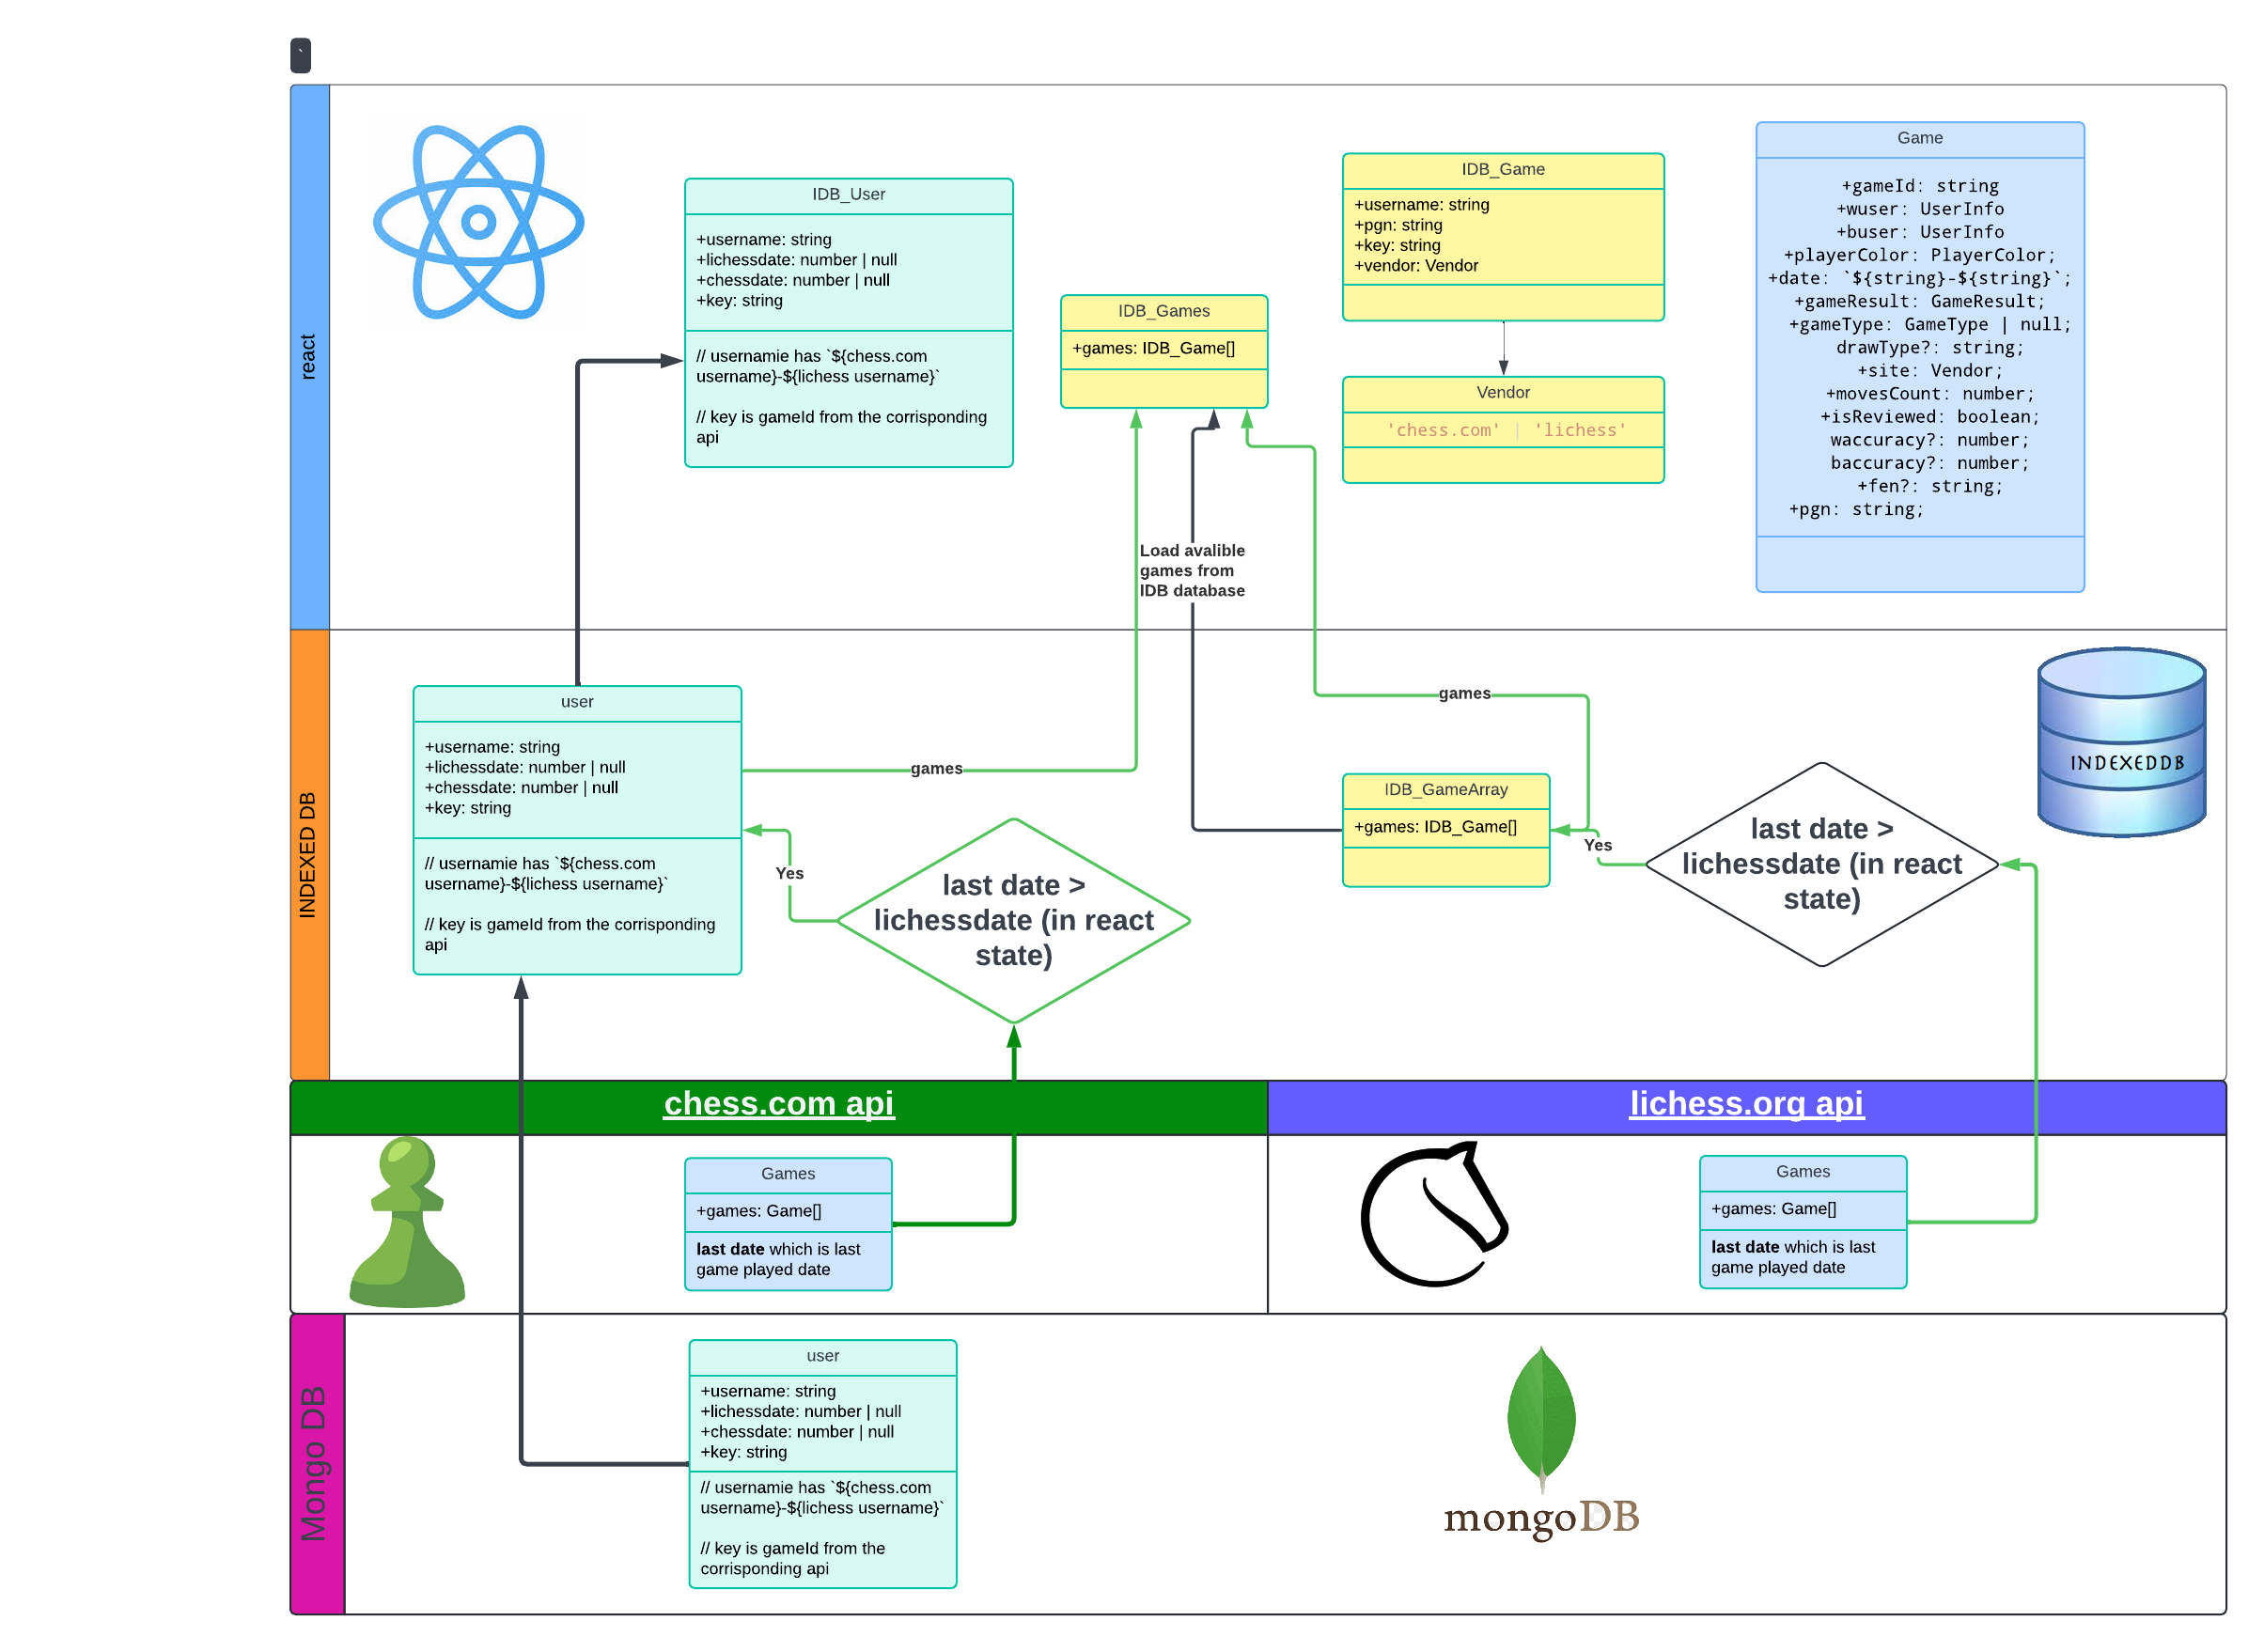 `
react
IDB_User
+username: string
+lichessdate: number | null
+chessdate: number | null
+key: string
// usernamie has `${chess.com
username}-${lichess username}`
// key is gameId from the corrisponding
api
IDB_Games
+games: IDB_Game[]
IDB_Game
+username: string
+pgn: string
+key: string
+vendor: Vendor
Vendor
'chess.com' | 'lichess'
Game
+gameId: string
+wuser: UserInfo
+buser: UserInfo
+playerColor: PlayerColor;
+date: `${string}-${string}`;
+gameResult: GameResult;
+gameType: GameType | null;
drawType?: string;
+site: Vendor;
+movesCount: number;
+isReviewed: boolean;
waccuracy?: number;
baccuracy?: number;
+fen?: string;
+pgn: string;
Load avalible
games from
IDB database
INDEXED DB
user
+username: string
+lichessdate: number | null
+chessdate: number | null
+key: string
// usernamie has `${chess.com
username}-${lichess username}`
// key is gameId from the corrisponding
api
games
Yes
last date >
lichessdate (in react
state)
games
IDB_GameArray
+games: IDB_Game[]
Yes
last date >
lichessdate (in react
state)
INDEXEDDB
chess.com api
lichess.org api
Games
+games: Game[]
last date which is last
game played date
Games
+games: Game[]
last date which is last
game played date
Mongo DB
user
+username: string
+lichessdate: number | null
+chessdate: number | null
+key: string
// usernamie has `${chess.com
username}-${lichess username}`
// key is gameId from the
corrisponding api
mongoDB